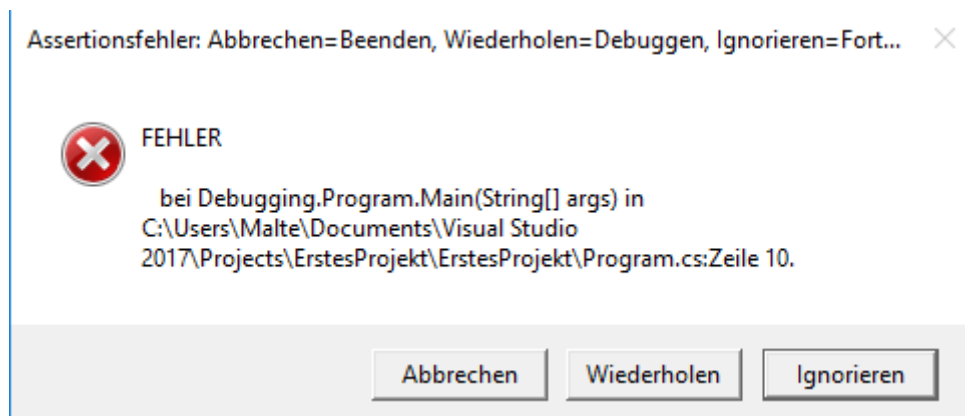 Assertionsfehler: Abbrechen=Beenden, Wiederholen=Debuggen, Ignorieren=Fort...
FEHLER
bei Debugging.Program.Main(String[] args) in
C:\Users\Malte\Documents\Visual Studio
2017\Projects\ErstesProjekt\ErstesProjekt\Program.cs:Zeile 10.
Abbrechen Wiederholen Ignorieren